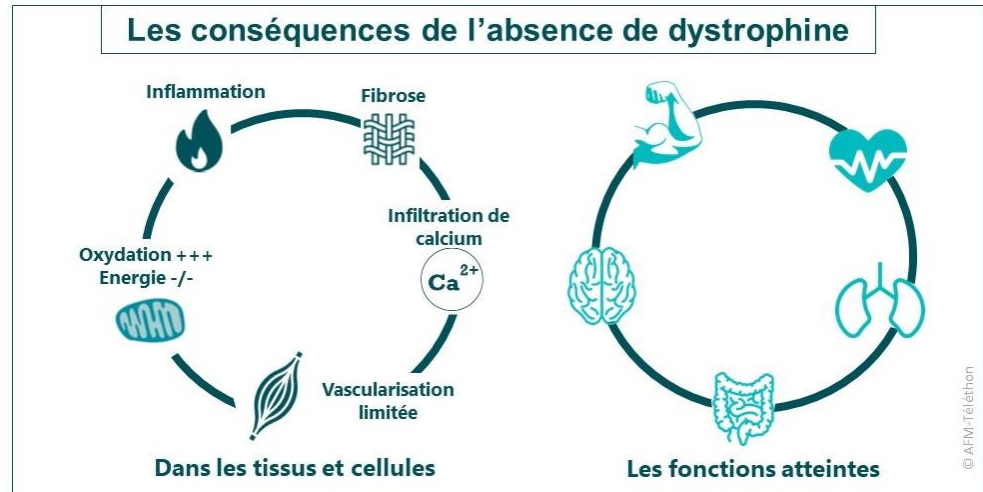 Les conséquences de l’absence de dystrophine
Inflammation
Fibrose
Infiltration de
calcium
Ca2+
Oxydation +++
Energie -/-
Vascularisation
limitée
Dans les tissus et cellules
Les fonctions atteintes
© AFM-Téléthon